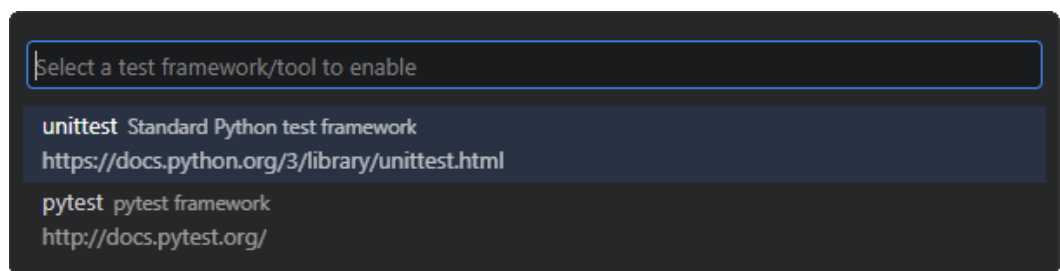 Select a test framework/tool to enable
unittest Standard Python test framework
https://docs.python.org/3/library/unittest.html
pytest pytest framework
http://docs.pytest.org/